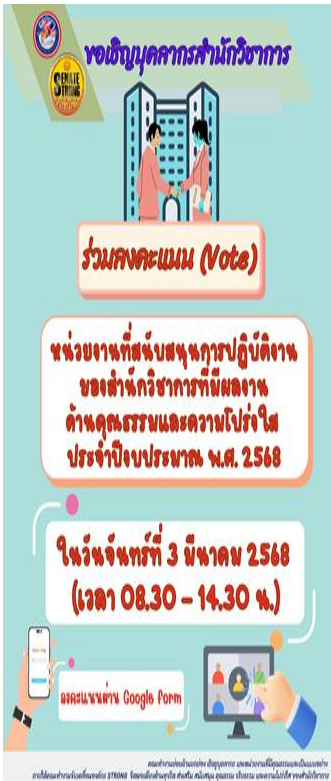 SENATE
STRONG
ขอเชิญบุคลากรสำนักวิชาการ
ร่วมลงคะแนน (Vote)
หน่วยงานที่สนับสนุนการปฏิบัติงาน
ของสำนักวิชาการที่มีผลงาน
ด้านคุณธรรมและความโปร่งใส
ประจำปีงบประมาณ พ.ศ. 2568
ในวันจันทร์ที่ 3 มีนาคม 2568
(เวลา 08.30 – 14.30 น.)
ลงคะแนนผ่าน Google form